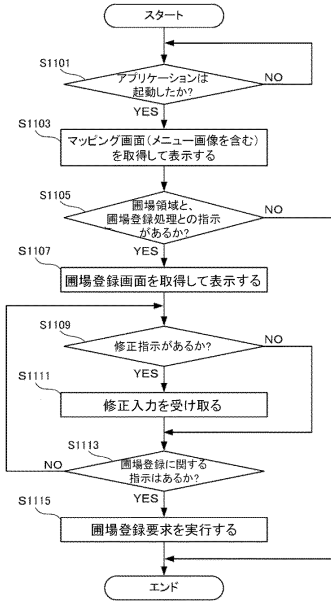 スタート
S1101
アプリケーションは
起動したか?
NO
YES
S1103
マッピング画面(メニュー画像を含む)
を取得して表示する
S1105
圃場領域と、
圃場登録処理との指示
があるか?
NO
YES
S1107
圃場登録画面を取得して表示する
S1109
修正指示があるか?
NO
YES
S1111
修正入力を受け取る
S1113
圃場登録に関する
指示はあるか?
NO
YES
S1115
圃場登録要求を実行する
エンド